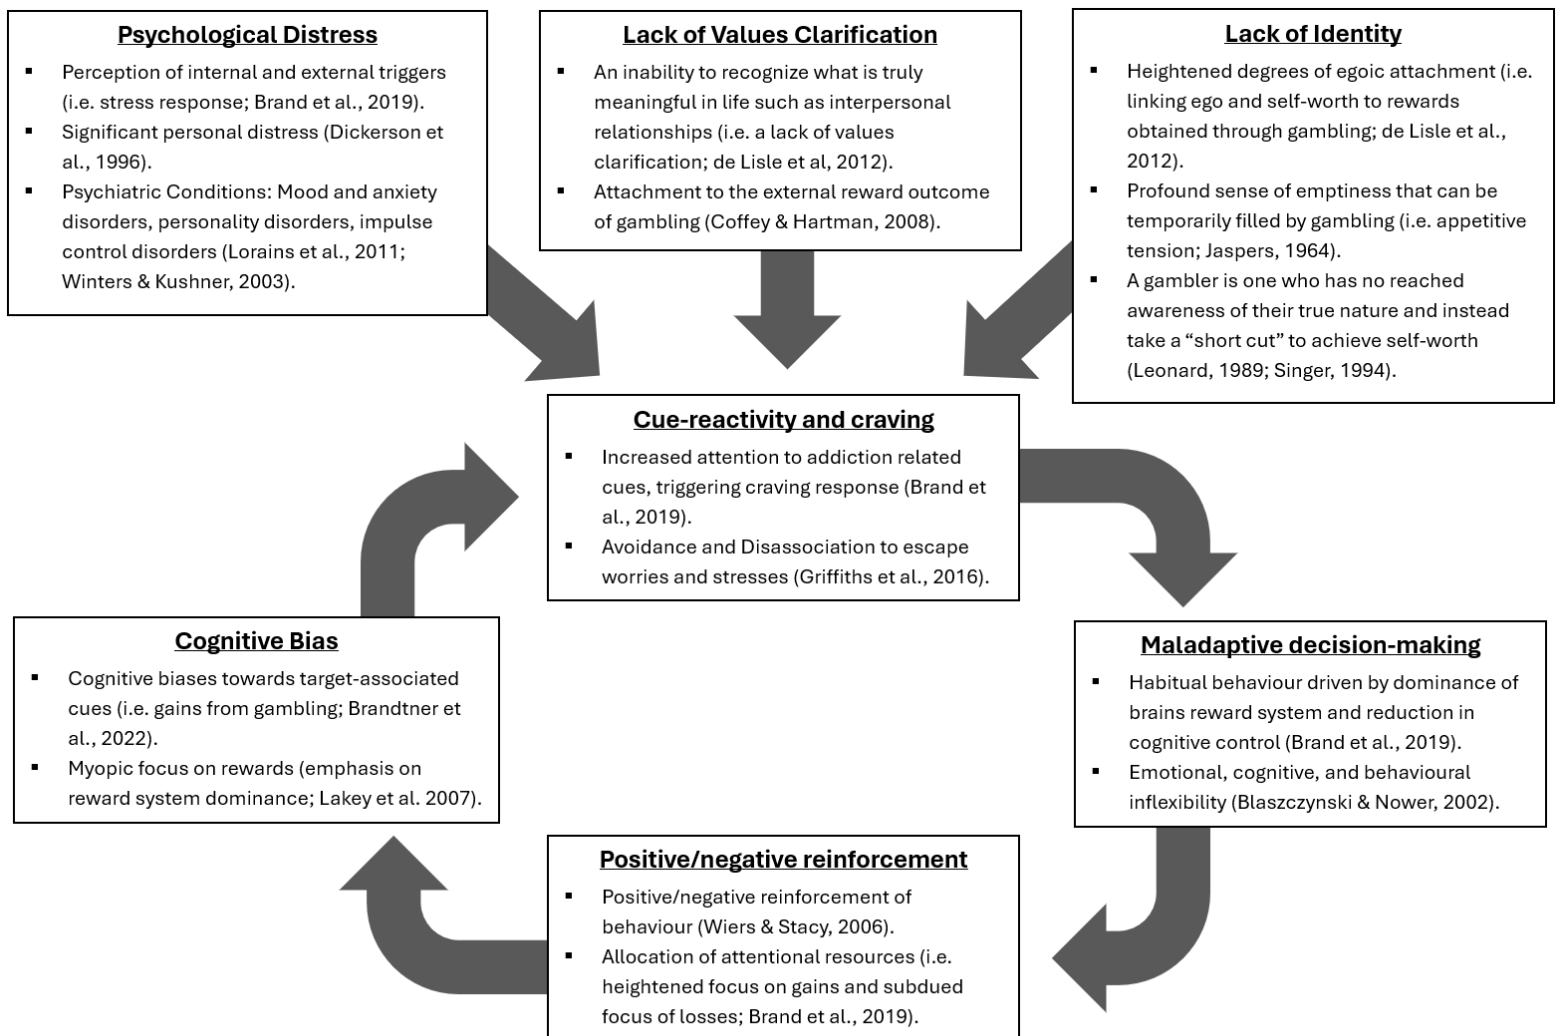 Psychological Distress
▪ Perception of internal and external triggers
(i.e. stress response; Brand et al., 2019).
▪ Significant personal distress (Dickerson et
al., 1996).
▪ Psychiatric Conditions: Mood and anxiety
disorders, personality disorders, impulse
control disorders (Lorains et al., 2011;
Winters & Kushner, 2003).
Lack of Values Clarification
▪ An inability to recognize what is truly
meaningful in life such as interpersonal
relationships (i.e. a lack of values
clarification; de Lisle et al, 2012).
▪ Attachment to the external reward outcome
of gambling (Coffey & Hartman, 2008).
Lack of Identity
▪ Heightened degrees of egoic attachment (i.e.
linking ego and self-worth to rewards
obtained through gambling; de Lisle et al.,
2012).
▪ Profound sense of emptiness that can be
temporarily filled by gambling (i.e. appetitive
tension; Jaspers, 1964).
▪ A gambler is one who has no reached
awareness of their true nature and instead
take a “short cut” to achieve self-worth
(Leonard, 1989; Singer, 1994).
Cue-reactivity and craving
▪ Increased attention to addiction related
cues, triggering craving response (Brand et
al., 2019).
▪ Avoidance and Disassociation to escape
worries and stresses (Griffiths et al., 2016).
Maladaptive decision-making
▪ Habitual behaviour driven by dominance of
brains reward system and reduction in
cognitive control (Brand et al., 2019).
▪ Emotional, cognitive, and behavioural
inflexibility (Blaszczynski & Nower, 2002).
Positive/negative reinforcement
▪ Positive/negative reinforcement of
behaviour (Wiers & Stacy, 2006).
▪ Allocation of attentional resources (i.e.
heightened focus on gains and subdued
focus of losses; Brand et al., 2019).
Cognitive Bias
▪ Cognitive biases towards target-associated
cues (i.e. gains from gambling; Brandtner et
al., 2022).
▪ Myopic focus on rewards (emphasis on
reward system dominance; Lakey et al. 2007).